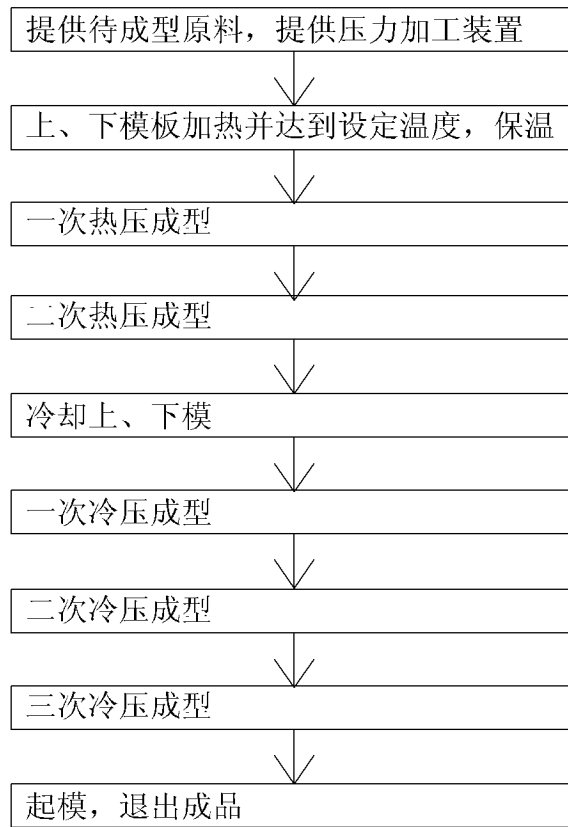 提供待成型原料，提供压力加工装置
上、下模板加热并达到设定温度，保温
一次热压成型
二次热压成型
冷却上、下模
一次冷压成型
二次冷压成型
三次冷压成型
起模，退出成品